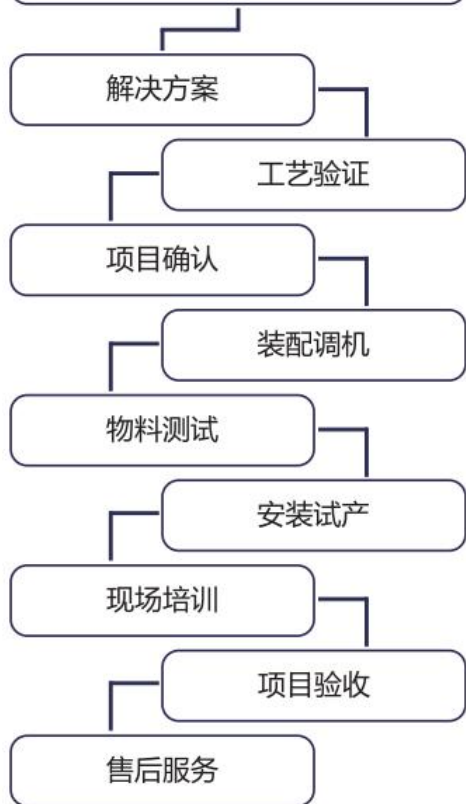 解决方案
工艺验证
项目确认
装配调机
物料测试
安装试产
现场培训
项目验收
售后服务